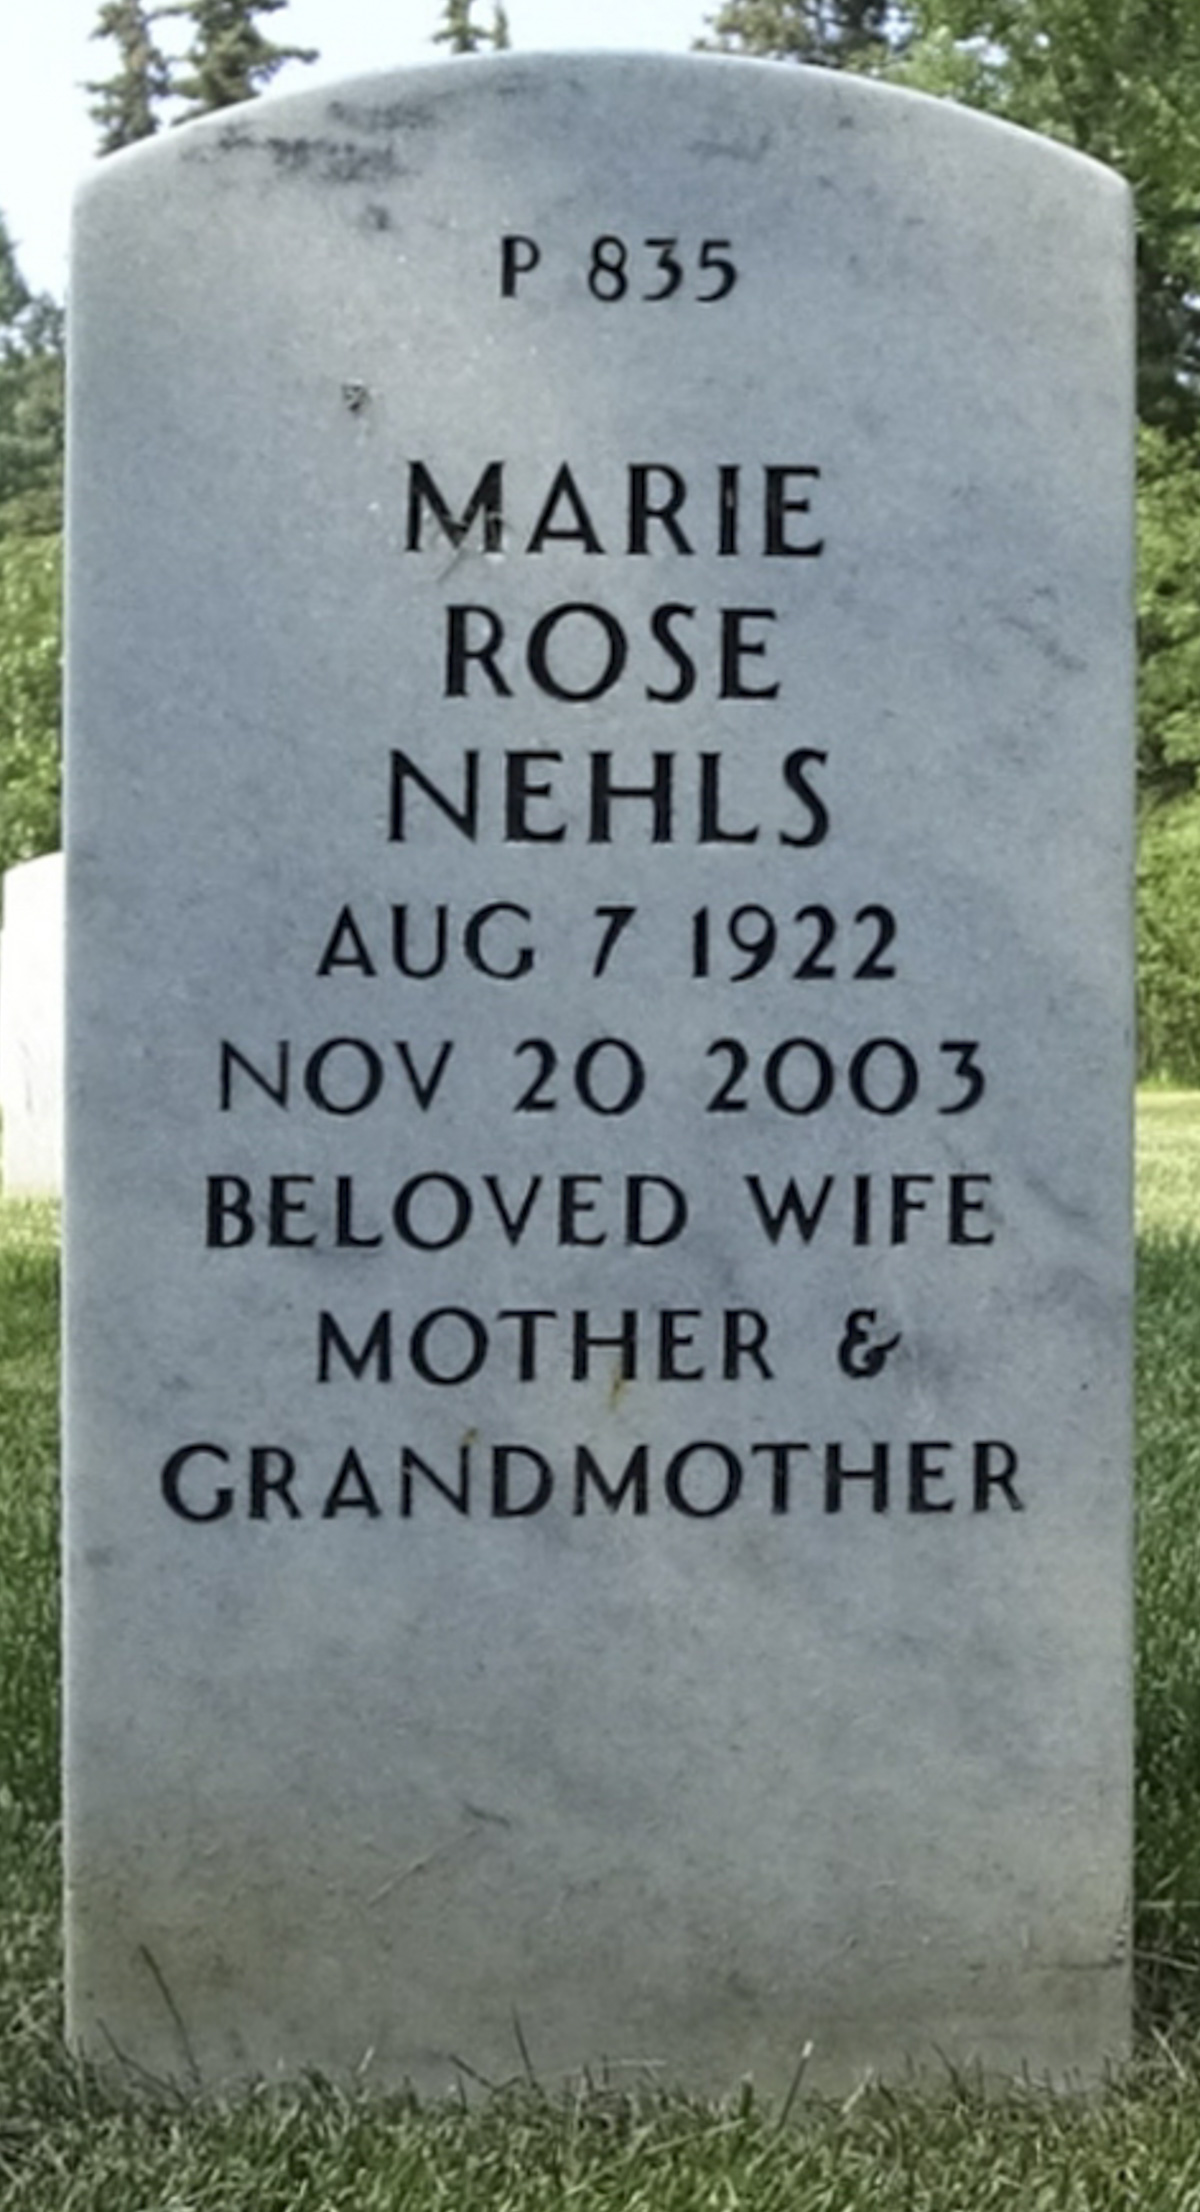 P 835
MARIE
ROSE
NEHLS
AUG 7 1922
NOV 20 2003
BELOVED WIFE
MOTHER &
GRANDMOTHER